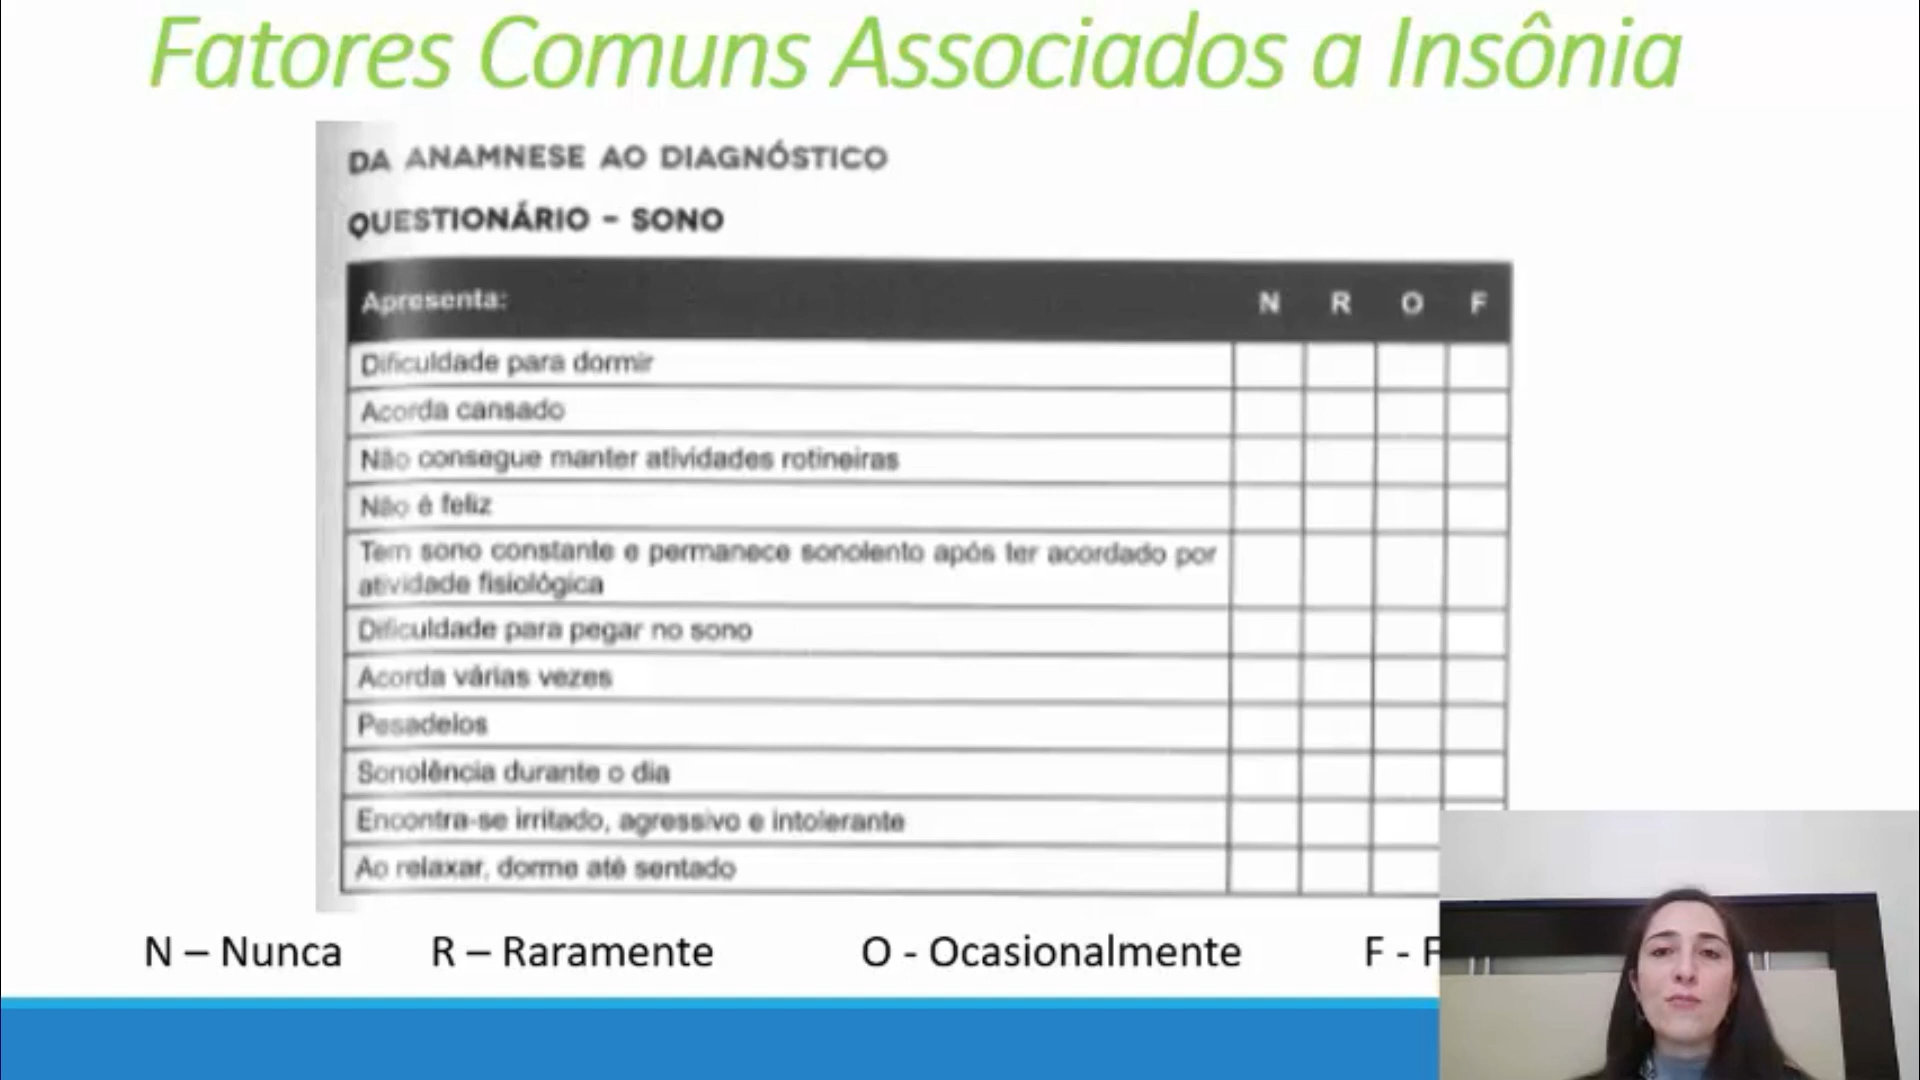 Fatores Comuns Associados a Insônia
DA ANAMNESE AO DIAGNÓSTICO
QUESTIONÁRIO - SONO
Apresenta: N R O F
Dificuldade para dormir
Acorda cansado
Não consegue manter atividades rotineiras
Não é feliz
Tem sono constante e permanece sonolento após ter acordado por
atividade fisiológica
Dificuldade para pegar no sono
Acorda várias vezes
Pesadelos
Sonolência durante o dia
Encontra-se irritado, agressivo e intolerante
Ao relaxar, dorme até sentado
N – Nunca R – Raramente O - Ocasionalmente F -